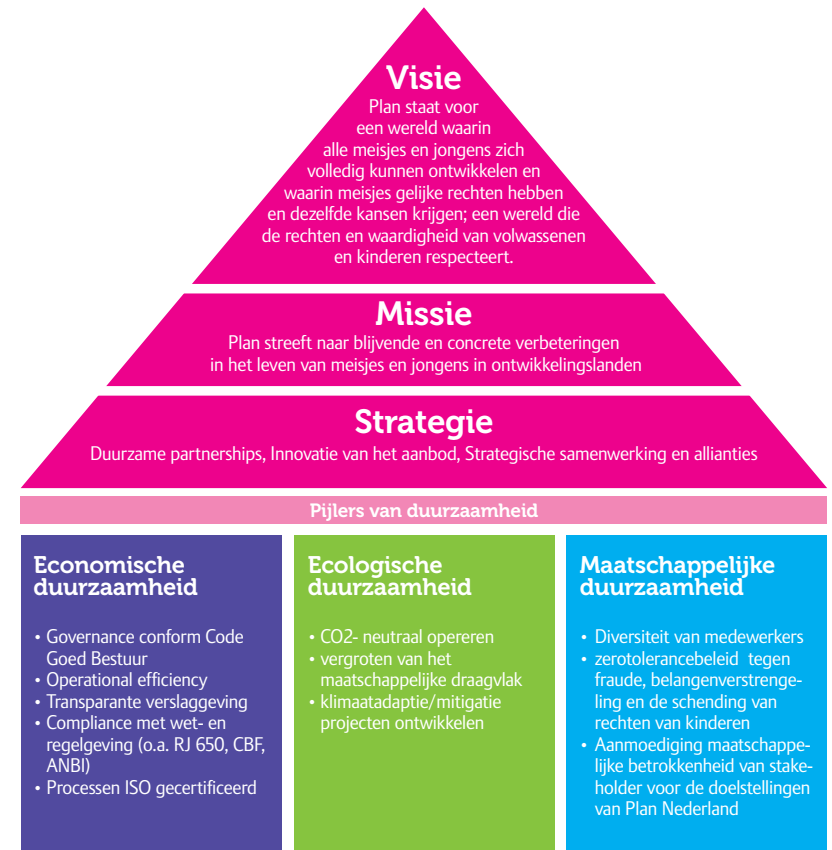 Visie
Plan staat voor
een wereld waarin
alle meisjes en jongens zich
volledig kunnen ontwikkelen en
waarin meisjes gelijke rechten hebben
en dezelfde kansen krijgen; een wereld die
de rechten en waardigheid van volwassenen
en kinderen respecteert.
Missie
Plan streeft naar blijvende en concrete verbeteringen
in het leven van meisjes en jongens in ontwikkelingslanden
Strategie
Duurzame partnerships, Innovatie van het aanbod, Strategische samenwerking en allianties
Pijlers van duurzaamheid
Economische
duurzaamheid
• Governance conform Code
Goed Bestuur
• Operational efficiency
• Transparante verslaggeving
• Compliance met wet- en
regelgeving (o.a. RJ 650, CBF,
ANBI)
• Processen ISO gecertificeerd
Ecologische
duurzaamheid
• CO2- neutraal opereren
• vergroten van het
maatschappelijke draagvlak
• klimaatadaptie/mitigatie
projecten ontwikkelen
Maatschappelijke
duurzaamheid
• Diversiteit van medewerkers
• zerotolerancebeleid tegen
fraude, belangenverstrenge-
ling en de schending van
rechten van kinderen
• Aanmoediging maatschappe-
lijke betrokkenheid van stake-
holder voor de doelstellingen
van Plan Nederland